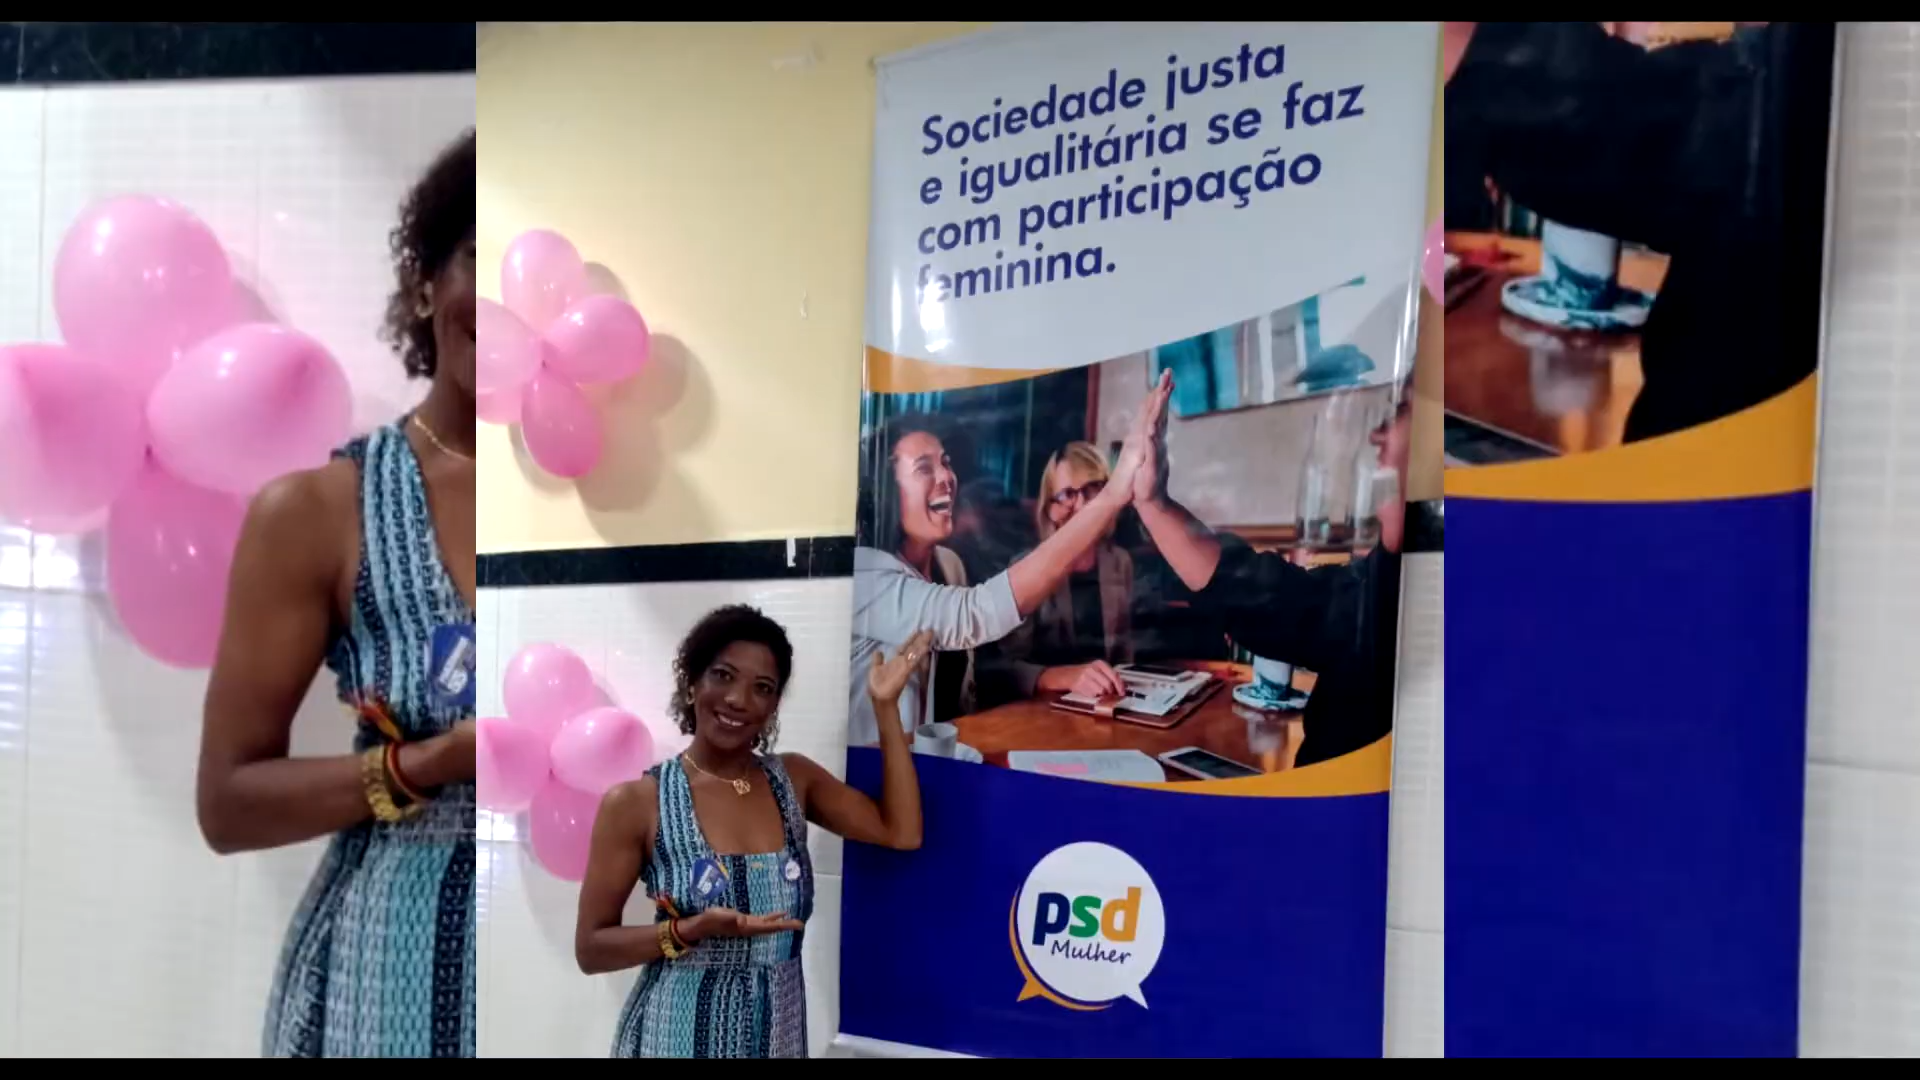 Sociedade justa
e igualitária se faz
com participação
feminina.
psd
Mulher